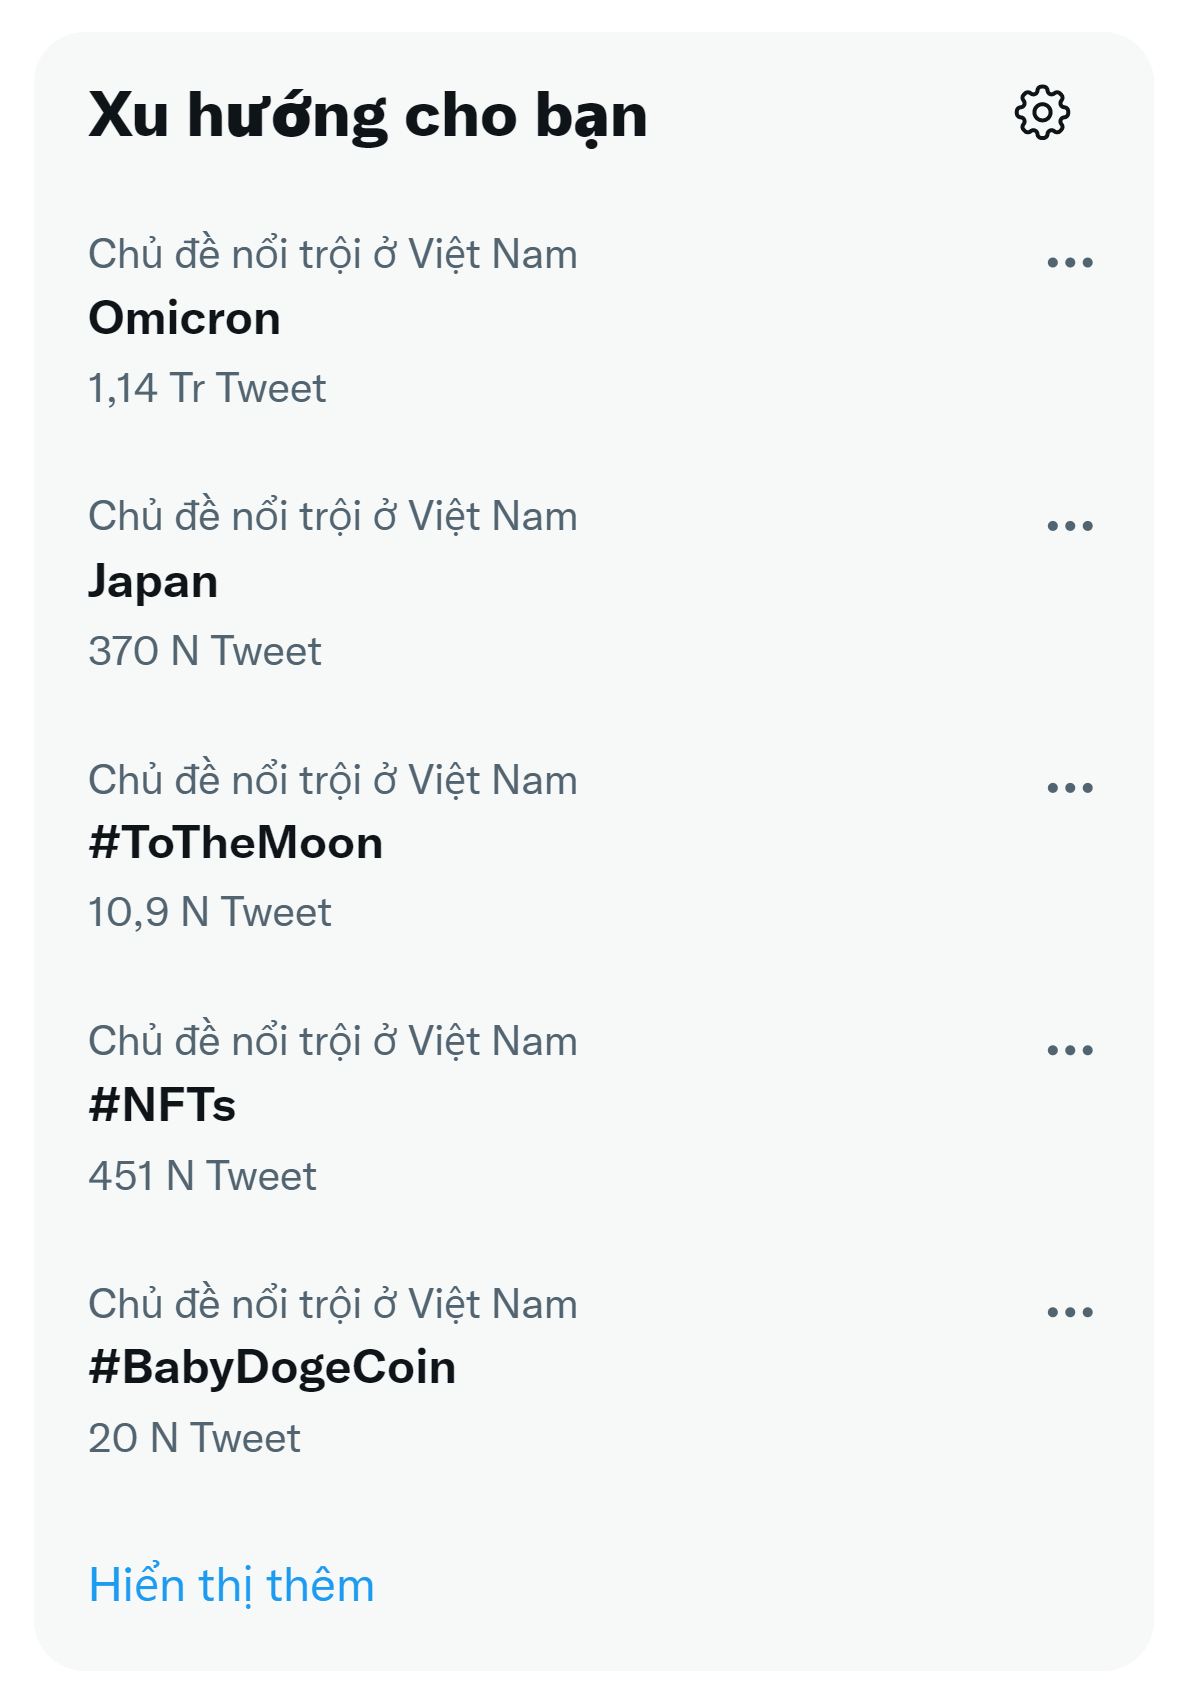 Xu hướng cho bạn
Chủ đề nổi trội ở Việt Nam
Omicron
1,14 Tr Tweet
Chủ đề nổi trội ở Việt Nam
Japan
370 N Tweet
Chủ đề nổi trội ở Việt Nam
#ToTheMoon
10,9 N Tweet
Chủ đề nổi trội ở Việt Nam
#NFTs
451 N Tweet
Chủ đề nổi trội ở Việt Nam
#BabyDogeCoin
20 N Tweet
Hiển thị thêm